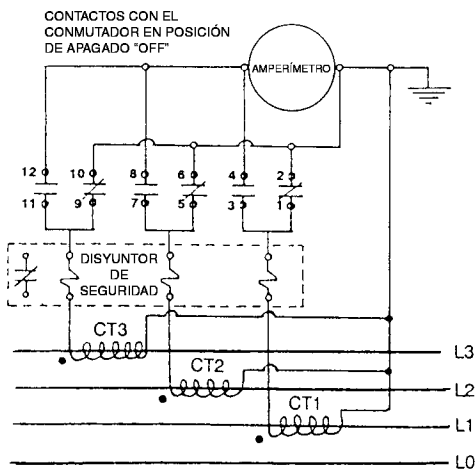 CONTACTOS CON EL
CONMUTADOR EN POSICIÓN
DE APAGADO "OFF"
AMPERÍMETRO
12 10 8 6 4 2
11 9 7 5 3 1
DISYUNTOR
DE
SEGURIDAD
CT3
L3
CT2
L2
CT1
L1
L0